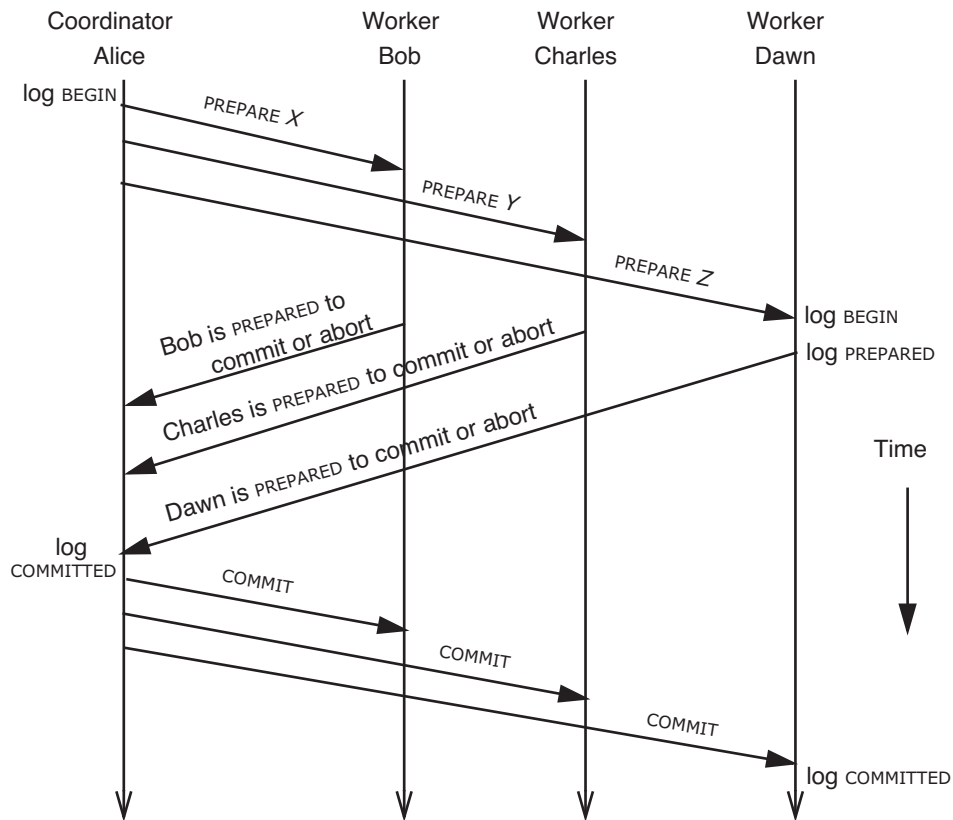 Coordinator
Alice
Worker
Bob
Worker
Charles
Worker
Dawn
log BEGIN
PREPARE X
PREPARE Y
PREPARE Z
log BEGIN
Bob is PREPARED to
commit or abort
log PREPARED
Charles is PREPARED to commit or abort
Dawn is PREPARED to commit or abort
Time
log
COMMITTED
COMMIT
COMMIT
COMMIT
log COMMITTED